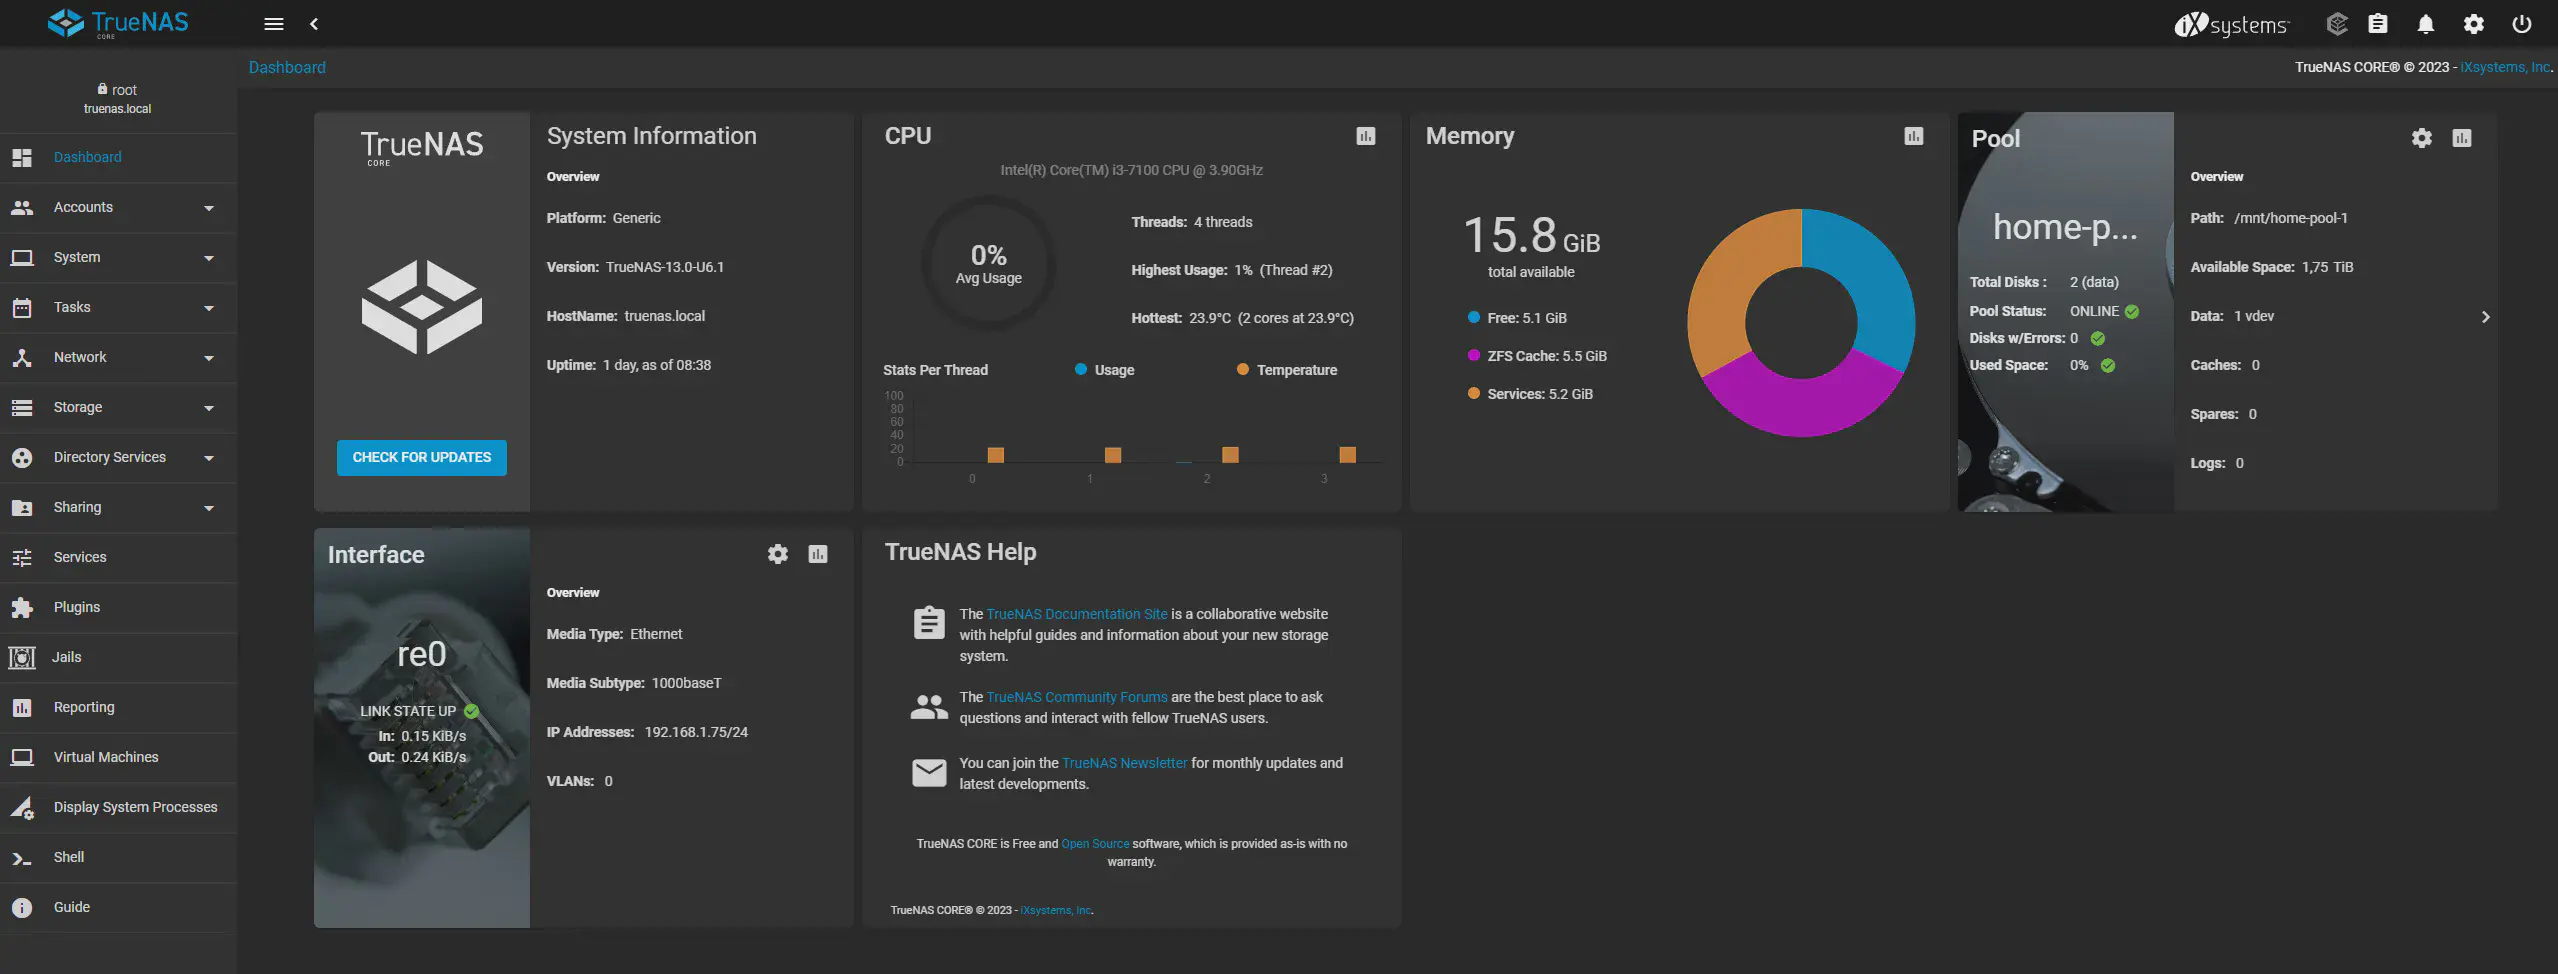 TrueNAS
CORE
iXsystems
root
truenas.local
Dashboard
TrueNAS CORE® © 2023 - iXsystems, Inc.
Dashboard
Accounts
System
Tasks
Network
Storage
Directory Services
Sharing
Services
Plugins
Jails
Reporting
Virtual Machines
Display System Processes
Shell
Guide
TrueNAS
CORE
CHECK FOR UPDATES
System Information
Overview
Platform: Generic
Version: TrueNAS-13.0-U6.1
HostName: truenas.local
Uptime: 1 day, as of 08:38
CPU
Intel(R) Core(TM) i3-7100 CPU @ 3.90GHz
0%
Avg Usage
Threads: 4 threads
Highest Usage: 1% (Thread #2)
Hottest: 23.9°C (2 cores at 23.9°C)
Stats Per Thread
Usage
Temperature
100
80
60
40
20
0
0 1 2 3
Memory
15.8 GiB
total available
Free: 5.1 GiB
ZFS Cache: 5.5 GiB
Services: 5.2 GiB
Pool
home-p...
Total Disks : 2 (data)
Pool Status: ONLINE
Disks w/Errors: 0
Used Space: 0%
Overview
Path: /mnt/home-pool-1
Available Space: 1,75 TiB
Data: 1 vdev
Caches: 0
Spares: 0
Logs: 0
Interface
re0
LINK STATE UP
In: 0.15 KiB/s
Out: 0.24 KiB/s
Overview
Media Type: Ethernet
Media Subtype: 1000baseT
IP Addresses: 192.168.1.75/24
VLANs: 0
TrueNAS Help
The TrueNAS Documentation Site is a collaborative website
with helpful guides and information about your new storage
system.
The TrueNAS Community Forums are the best place to ask
questions and interact with fellow TrueNAS users.
You can join the TrueNAS Newsletter for monthly updates and
latest developments.
TrueNAS CORE is Free and Open Source software, which is provided as-is with no
warranty.
TrueNAS CORE® © 2023 - iXsystems, Inc.